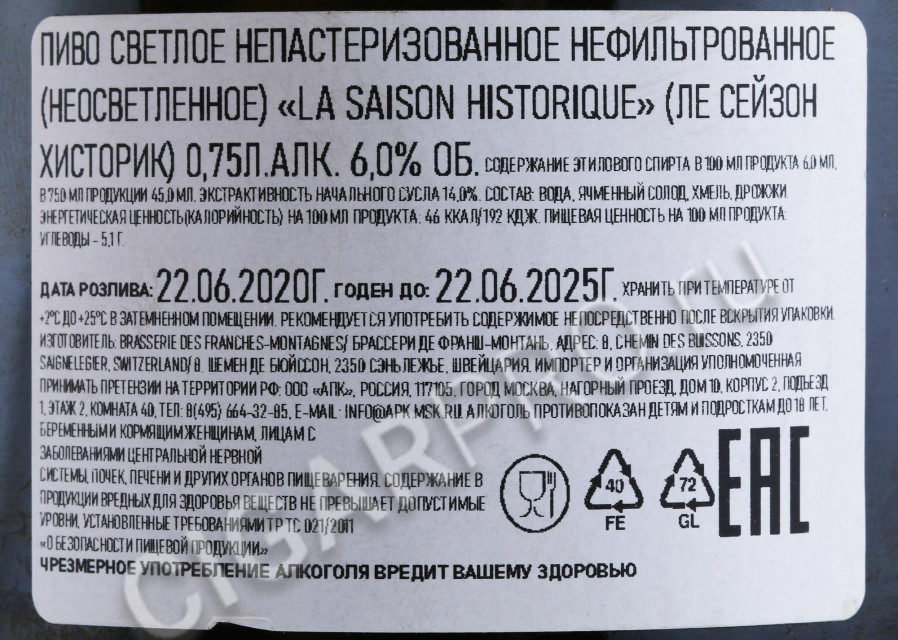 ПИВО СВЕТЛОЕ НЕПАСТЕРИЗОВАННОЕ НЕФИЛЬТРОВАННОЕ
(НЕОСВЕТЛЕННОЕ) «LA SAISON HISTORIQUE» (ЛЕ СЕЙЗОН
ХИСТОРИК) 0,75Л.АЛК. 6,0% ОБ. СОДЕРЖАНИЕ ЭТИЛОВОГО СПИРТА В 100 МЛ ПРОДУКТА 6,0 МЛ,
В 750 МЛ ПРОДУКЦИИ 45,0 МЛ. ЭКСТРАКТИВНОСТЬ НАЧАЛЬНОГО СУСЛА 14,0%. СОСТАВ: ВОДА, ЯЧМЕННЫЙ СОЛОД, ХМЕЛЬ, ДРОЖЖИ.
ЭНЕРГЕТИЧЕСКАЯ ЦЕННОСТЬ(КАЛОРИЙНОСТЬ) НА 100 МЛ ПРОДУКТА: 46 ККАЛ/192 КДЖ. ПИЩЕВАЯ ЦЕННОСТЬ НА 100 МЛ ПРОДУКТА:
УГЛЕВОДЫ - 5,1 Г.
ДАТА РОЗЛИВА: 22.06.2020Г. ГОДЕН ДО: 22.06.2025Г. ХРАНИТЬ ПРИ ТЕМПЕРАТУРЕ ОТ
+2°С ДО +25°С В ЗАТЕМНЕННОМ ПОМЕЩЕНИИ. РЕКОМЕНДУЕТСЯ УПОТРЕБИТЬ СОДЕРЖИМОЕ НЕПОСРЕДСТВЕННО ПОСЛЕ ВСКРЫТИЯ УПАКОВКИ.
ИЗГОТОВИТЕЛЬ: BRASSERIE DES FRANCHES-MONTAGNES/ БРАССЕРИ ДЕ ФРАНШ-МОНТАНЬ, АДРЕС: 8, CHEMIN DES BUISSONS, 2350
SAIGNELEGIER, SWITZERLAND/ 8, ШЕМЕН ДЕ БЮЙССОН, 2350 СЭНЬЛЕЖЬЕ, ШВЕЙЦАРИЯ. ИМПОРТЕР И ОРГАНИЗАЦИЯ УПОЛНОМОЧЕННАЯ
ПРИНИМАТЬ ПРЕТЕНЗИИ НА ТЕРРИТОРИИ РФ: ООО «АПК», РОССИЯ, 117105, ГОРОД МОСКВА, НАГОРНЫЙ ПРОЕЗД, ДОМ 10, КОРПУС 2, ПОДЪЕЗД
1, ЭТАЖ 2, КОМНАТА 40, ТЕЛ: 8(495) 664-32-85, E-MAIL: INFO@APK.MSK.RU. АЛКОГОЛЬ ПРОТИВОПОКАЗАН ДЕТЯМ И ПОДРОСТКАМ ДО 18 ЛЕТ,
БЕРЕМЕННЫМ И КОРМЯЩИМ ЖЕНЩИНАМ, ЛИЦАМ С
ЗАБОЛЕВАНИЯМИ ЦЕНТРАЛЬНОЙ НЕРВНОЙ
СИСТЕМЫ, ПОЧЕК, ПЕЧЕНИ И ДРУГИХ ОРГАНОВ ПИЩЕВАРЕНИЯ. СОДЕРЖАНИЕ В
ПРОДУКЦИИ ВРЕДНЫХ ДЛЯ ЗДОРОВЬЯ ВЕЩЕСТВ НЕ ПРЕВЫШАЕТ ДОПУСТИМЫЕ
УРОВНИ, УСТАНОВЛЕННЫЕ ТРЕБОВАНИЯМИ ТР ТС 021/2011
«О БЕЗОПАСНОСТИ ПИЩЕВОЙ ПРОДУКЦИИ»
ЧРЕЗМЕРНОЕ УПОТРЕБЛЕНИЕ АЛКОГОЛЯ ВРЕДИТ ВАШЕМУ ЗДОРОВЬЮ
40
FE
72
GL
EAC
CIGARPRO.ru